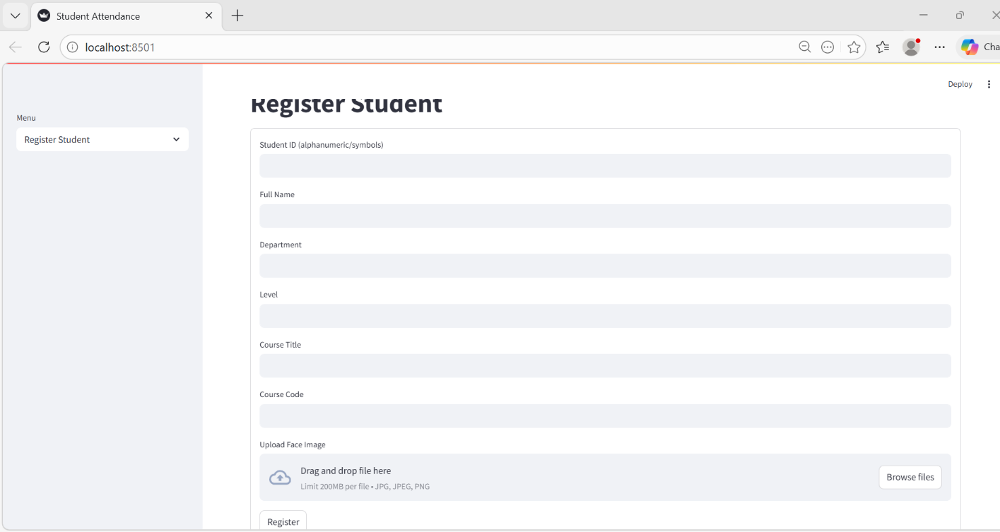 Student Attendance
localhost:8501
Cha
Deploy
Menu
Register Student
Register Student
Student ID (alphanumeric/symbols)
Full Name
Department
Level
Course Title
Course Code
Upload Face Image
Drag and drop file here
Limit 200MB per file • JPG, JPEG, PNG
Browse files
Register